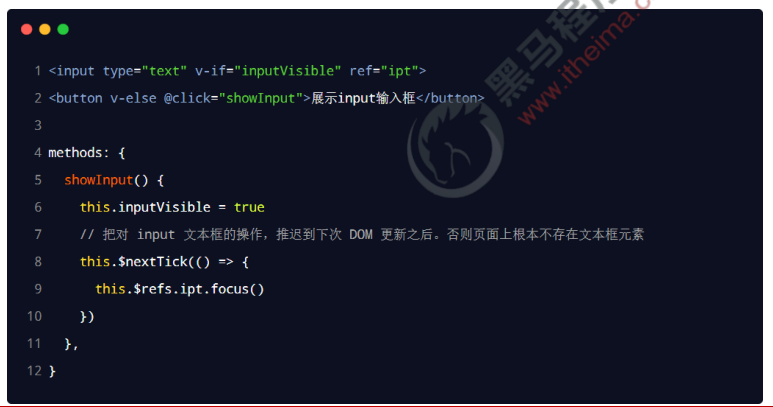 1 <input type="text" v-if="inputVisible" ref="ipt">
2 <button v-else @click="showInput">展示input输入框</button>
3
4 methods: {
5   showInput() {
6     this.inputVisible = true
7     // 把对 input 文本框的操作，推迟到下次 DOM 更新之后。否则页面上根本不存在文本框元素
8     this.$nextTick(() => {
9       this.$refs.ipt.focus()
10     })
11   },
12 }
黑马程
www.itheima.c